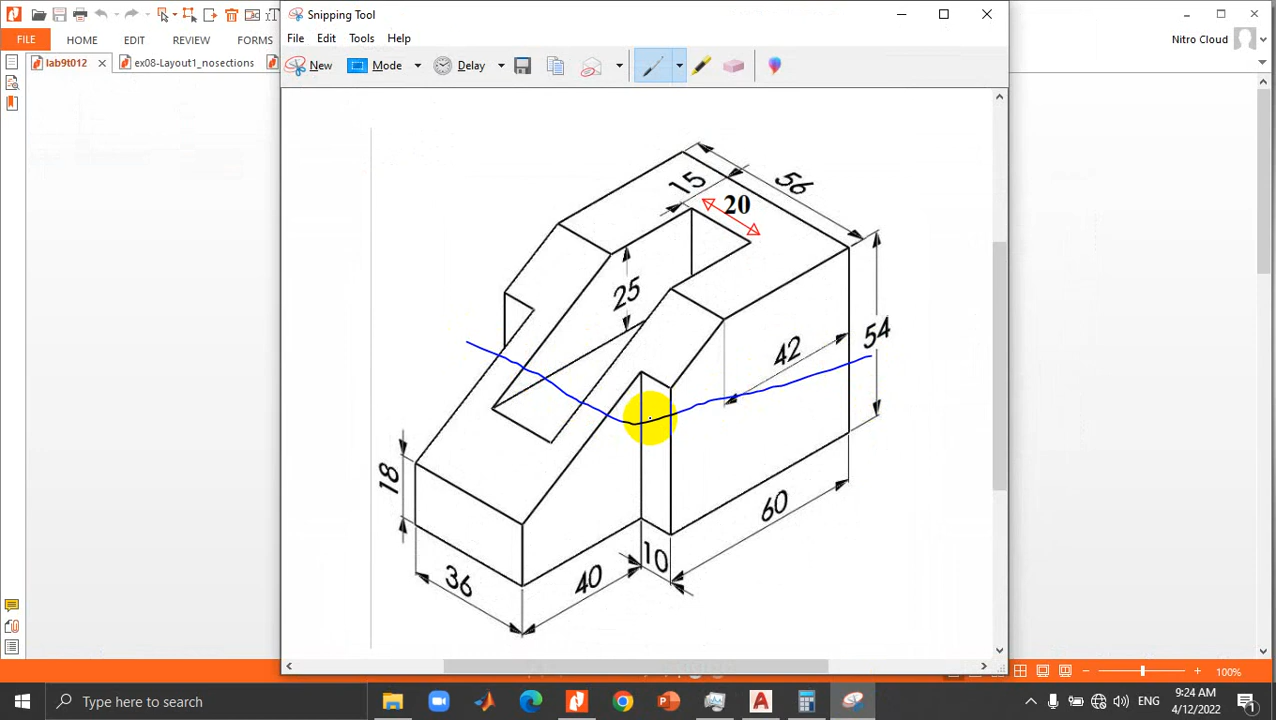 Snipping Tool
FILE
HOME
EDIT
REVIEW
FORMS
File
Edit
Tools
Help
Nitro Cloud
lab9t012
ex08-Layout1_nosections
New
Mode
Delay
15
56
20
25
42
54
18
60
10
36
40
100%
Type here to search
ENG
9:24 AM
4/12/2022
1